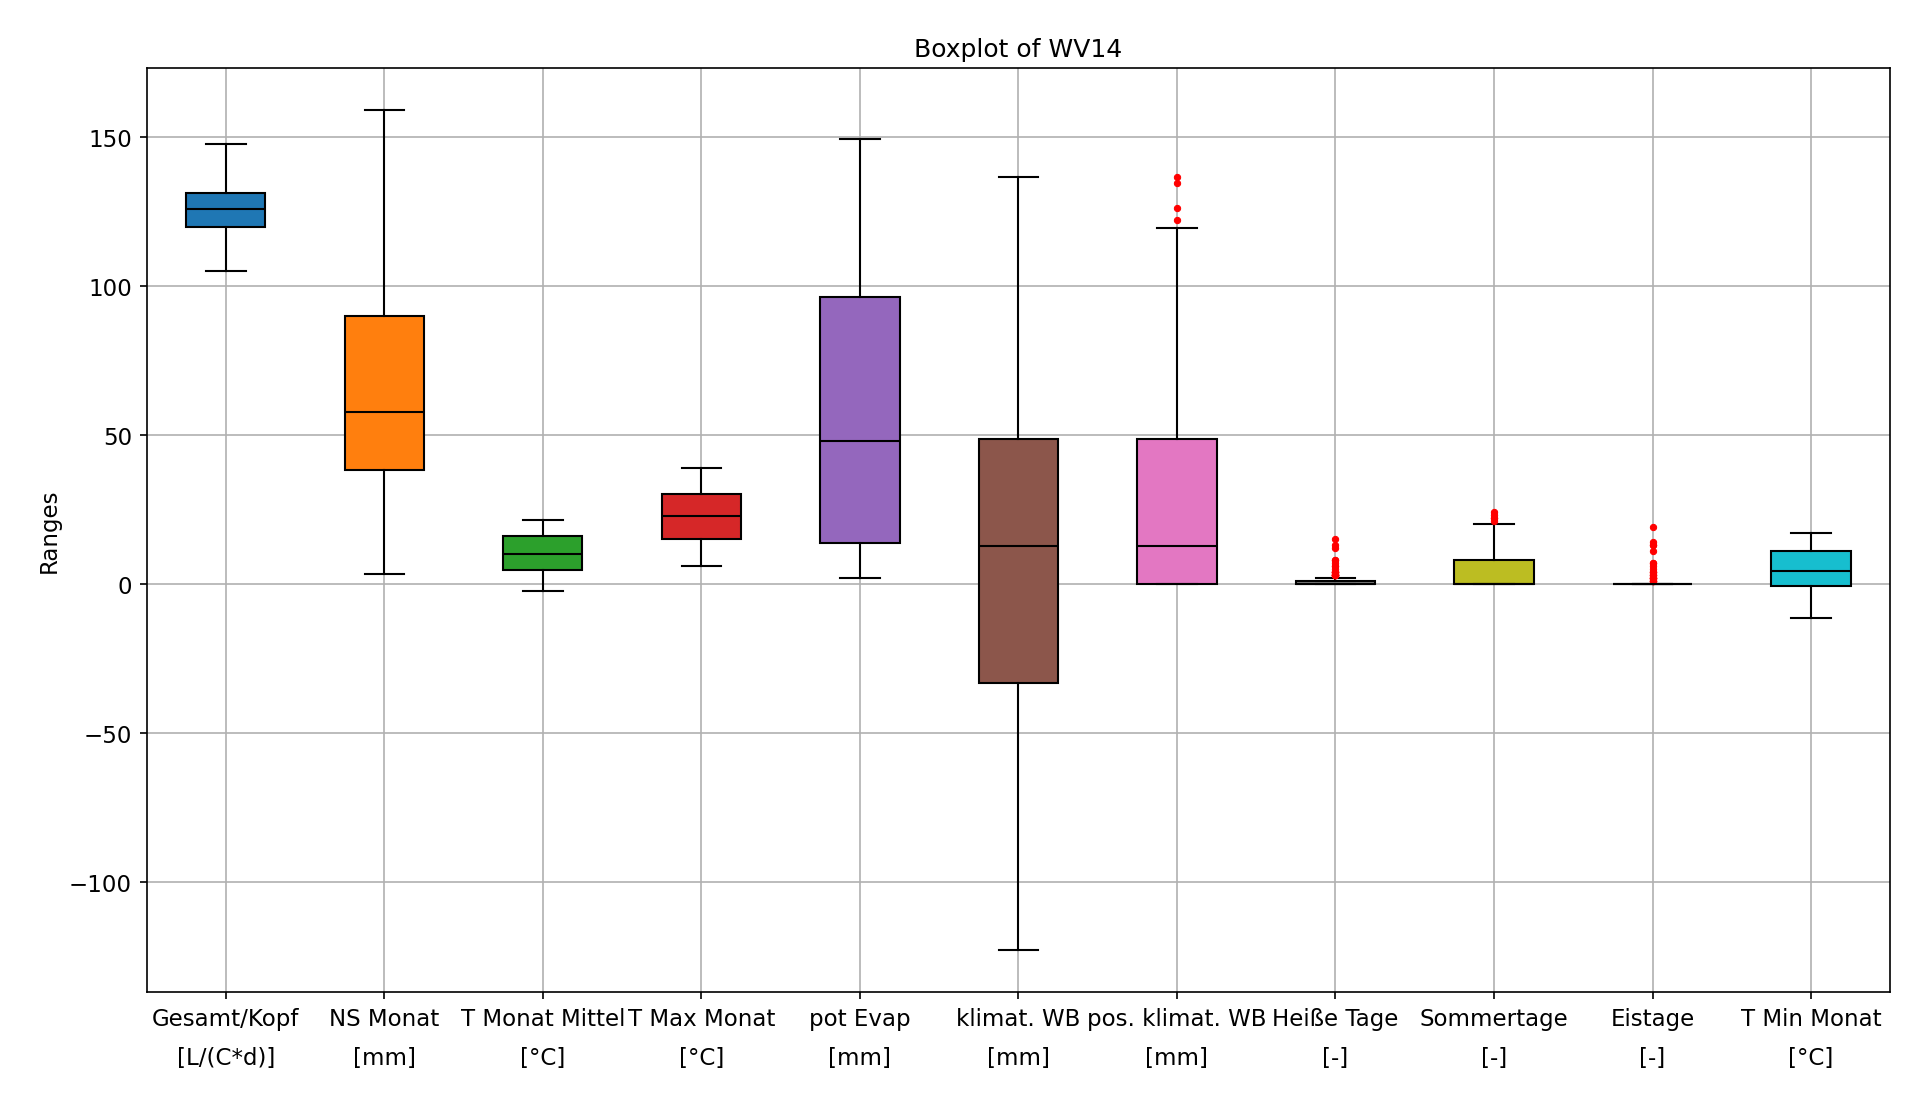 Boxplot of WV14
150
100
50
0
−50
−100
Ranges
Gesamt/Kopf NS Monat T Monat Mittel T Max Monat pot Evap klimat. WB pos. klimat. WB Heiße Tage Sommertage Eistage T Min Monat
[L/(C*d)] [mm] [°C] [°C] [mm] [mm] [mm] [-] [-] [-] [°C]